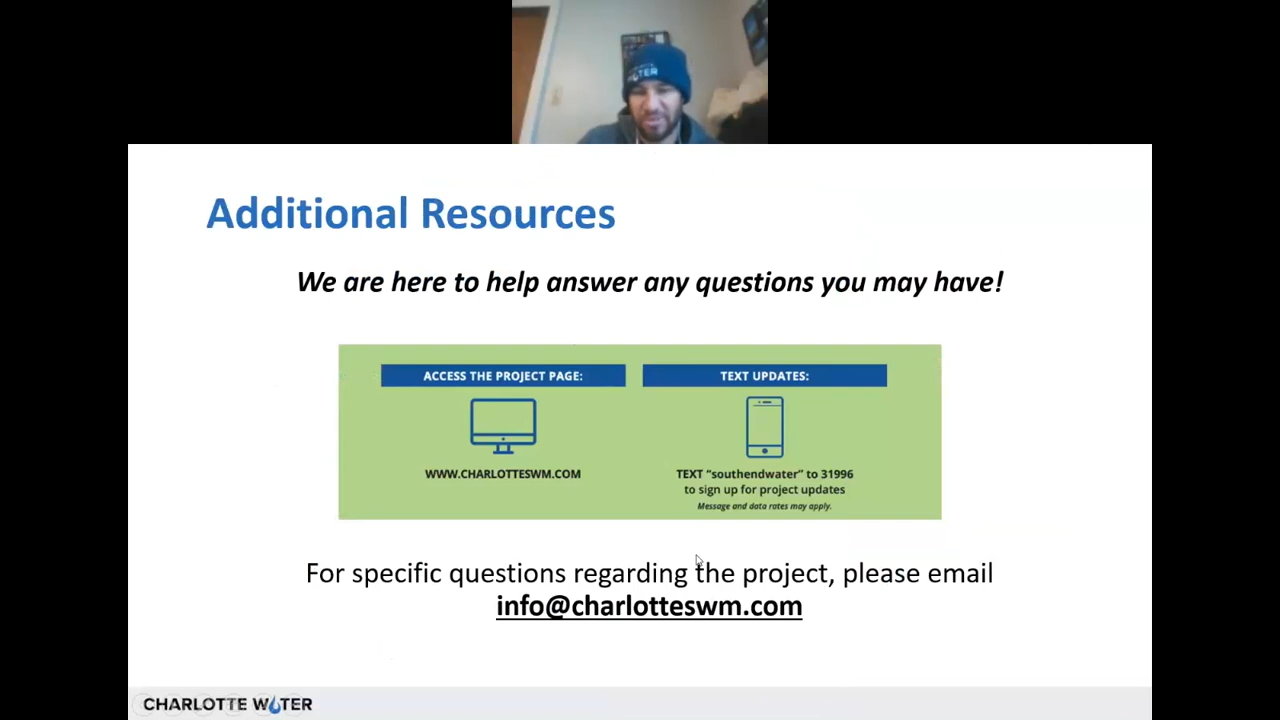 WATER
Additional Resources
We are here to help answer any questions you may have!
ACCESS THE PROJECT PAGE:
WWW.CHARLOTTESWM.COM
TEXT UPDATES:
TEXT “southendwater” to 31996
to sign up for project updates
Message and data rates may apply.
For specific questions regarding the project, please email
info@charlotteswm.com
CHARLOTTE WATER